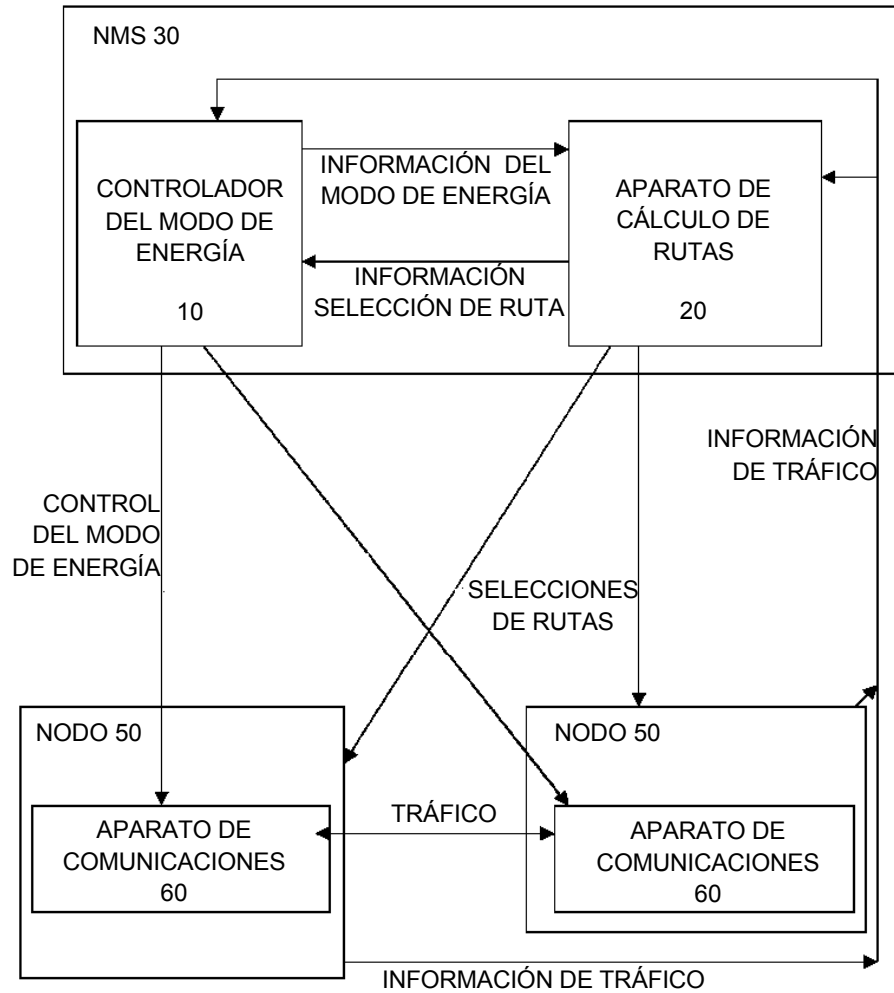 NMS 30
CONTROLADOR
DEL MODO DE
ENERGÍA
10
INFORMACIÓN DEL
MODO DE ENERGÍA
INFORMACIÓN
SELECCIÓN DE RUTA
APARATO DE
CÁLCULO DE
RUTAS
20
INFORMACIÓN
DE TRÁFICO
CONTROL
DEL MODO
DE ENERGÍA
SELECCIONES
DE RUTAS
NODO 50
APARATO DE
COMUNICACIONES
60
TRÁFICO
NODO 50
APARATO DE
COMUNICACIONES
60
INFORMACIÓN DE TRÁFICO